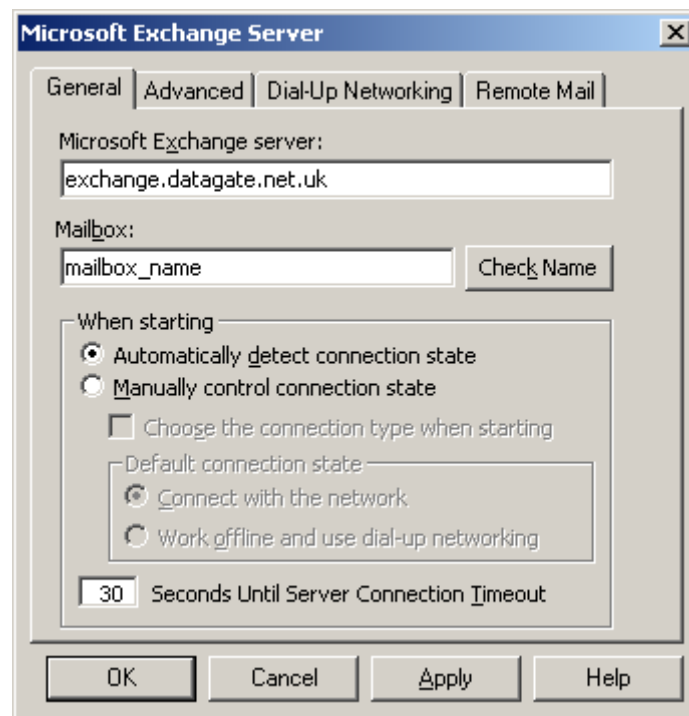 Microsoft Exchange Server
General Advanced Dial-Up Networking Remote Mail
Microsoft Exchange server:
exchange.datagate.net.uk
Mailbox:
mailbox_name Check Name
When starting
Automatically detect connection state
Manually control connection state
Choose the connection type when starting
Default connection state
Connect with the network
Work offline and use dial-up networking
30 Seconds Until Server Connection Timeout
OK Cancel Apply Help